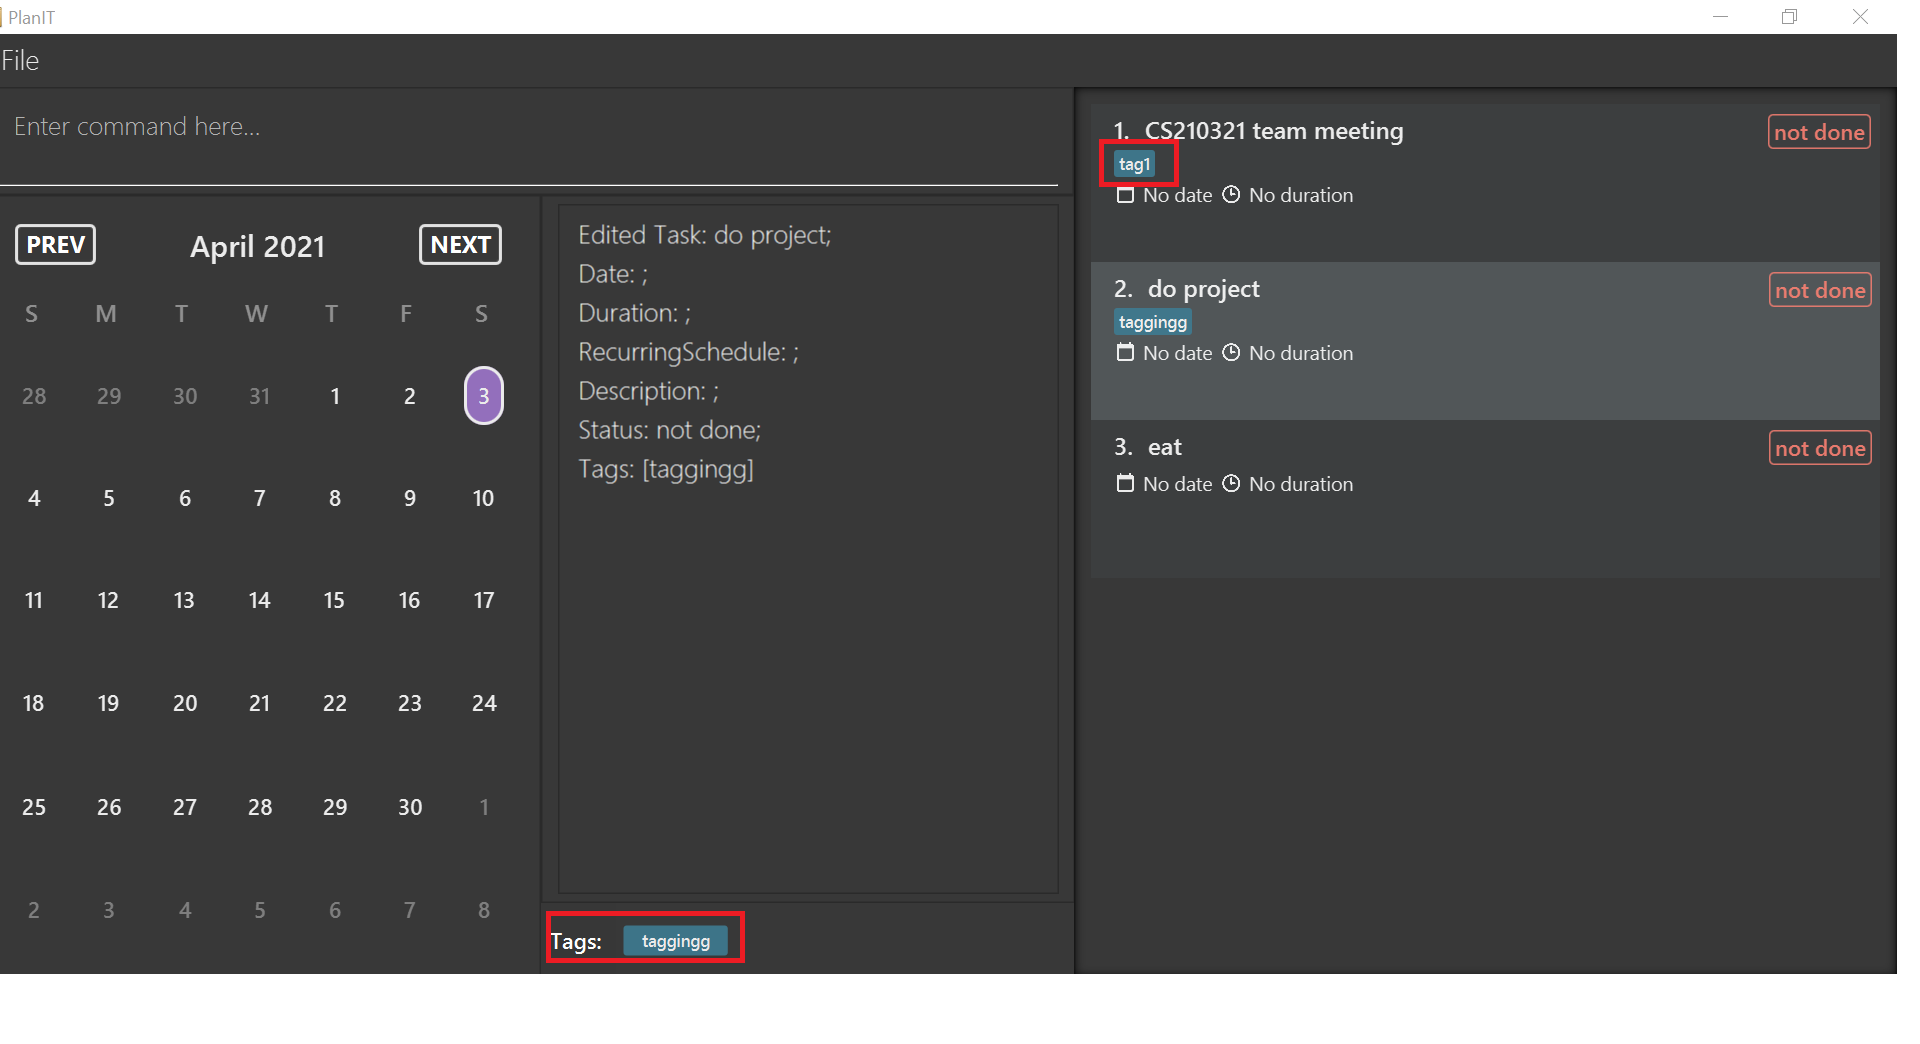 PlanIT
File
Enter command here...
PREV April 2021 NEXT
S M T W T F S
28 29 30 31 1 2 3
4 5 6 7 8 9 10
11 12 13 14 15 16 17
18 19 20 21 22 23 24
25 26 27 28 29 30 1
2 3 4 5 6 7 8
Edited Task: do project;
Date: ;
Duration: ;
RecurringSchedule: ;
Description: ;
Status: not done;
Tags: [taggingg]
Tags: taggingg
1. CS210321 team meeting not done
tag1
No date No duration
2. do project not done
taggingg
No date No duration
3. eat not done
No date No duration